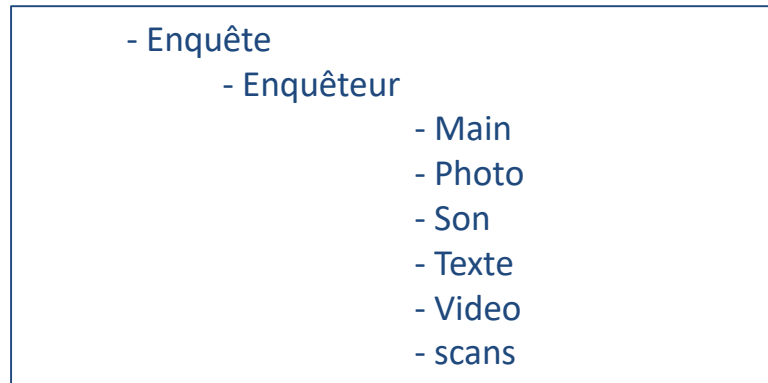 - Enquête
- Enquêteur
- Main
- Photo
- Son
- Texte
- Video
- scans